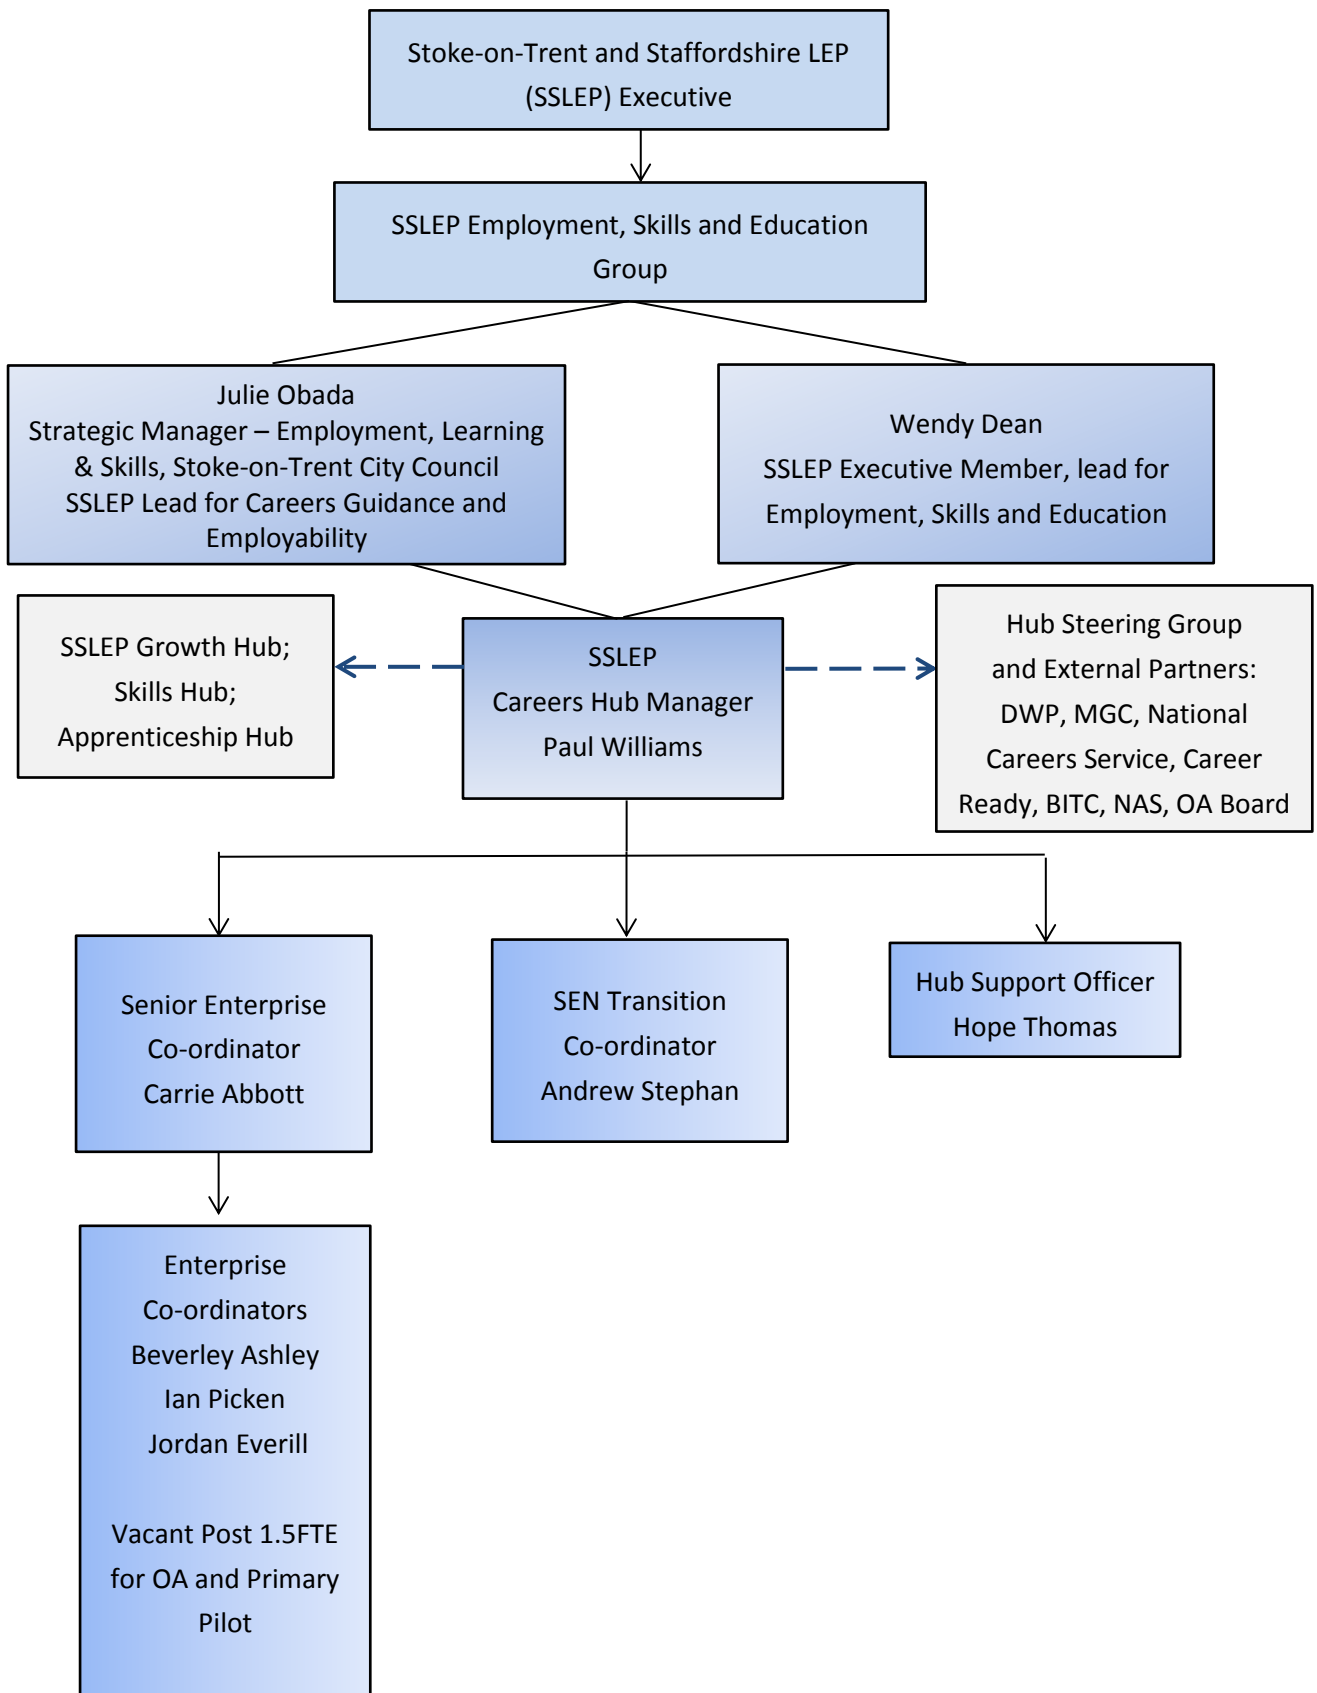 Stoke-on-Trent and Staffordshire LEP
(SSLEP) Executive
SSLEP Employment, Skills and Education
Group
Julie Obada
Strategic Manager – Employment, Learning
& Skills, Stoke-on-Trent City Council
SSLEP Lead for Careers Guidance and
Employability
Wendy Dean
SSLEP Executive Member, lead for
Employment, Skills and Education
SSLEP Growth Hub;
Skills Hub;
Apprenticeship Hub
SSLEP
Careers Hub Manager
Paul Williams
Hub Steering Group
and External Partners:
DWP, MGC, National
Careers Service, Career
Ready, BITC, NAS, OA Board
Senior Enterprise
Co-ordinator
Carrie Abbott
SEN Transition
Co-ordinator
Andrew Stephan
Hub Support Officer
Hope Thomas
Enterprise
Co-ordinators
Beverley Ashley
Ian Picken
Jordan Everill
Vacant Post 1.5FTE
for OA and Primary
Pilot